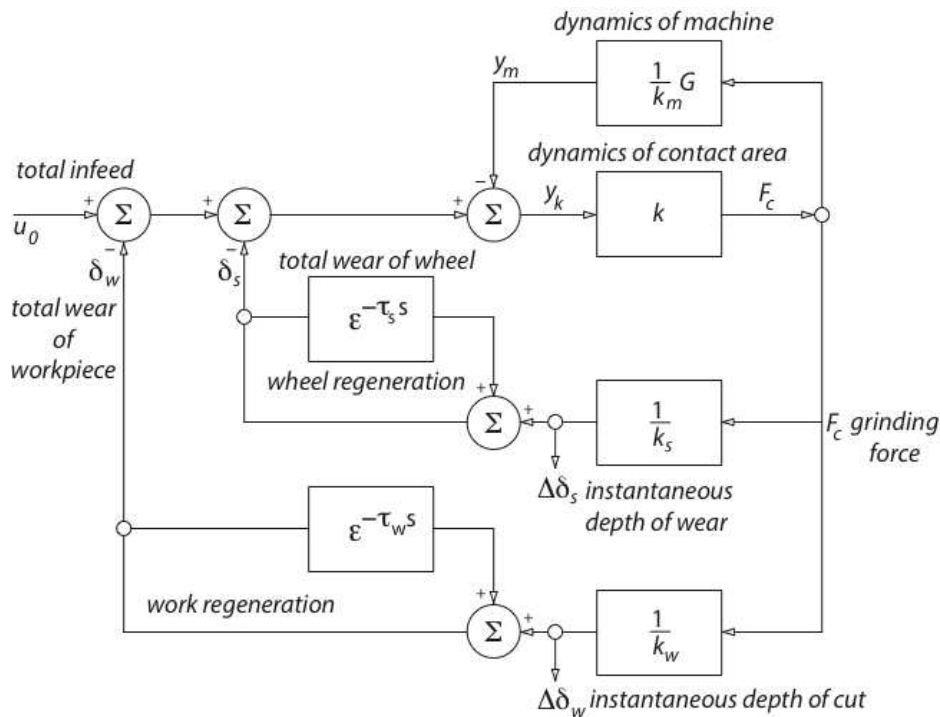 dynamics of machine
y_m
1/k_m G
total infeed
dynamics of contact area
+ Σ + Σ + − Σ y_k k F_c
u_0
− δ_w
− δ_s
total wear of wheel
total wear
of
workpiece
ε^−τ_s s
wheel regeneration
+ + Σ
1/k_s
F_c grinding
force
Δδ_s instantaneous
depth of wear
ε^−τ_w s
work regeneration
+ + Σ
1/k_w
Δδ_w instantaneous depth of cut